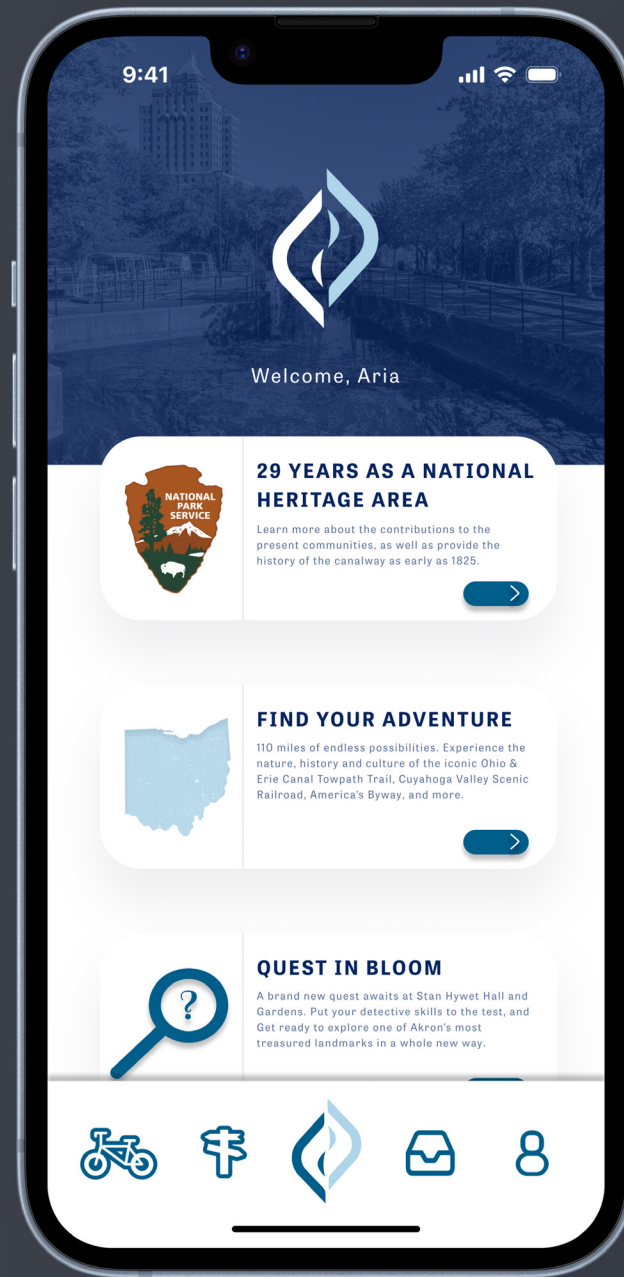 9:41
Welcome, Aria
NATIONAL
PARK
SERVICE
29 YEARS AS A NATIONAL
HERITAGE AREA
Learn more about the contributions to the
present communities, as well as provide the
history of the canalway as early as 1825.
FIND YOUR ADVENTURE
110 miles of endless possibilities. Experience the
nature, history and culture of the iconic Ohio &
Erie Canal Towpath Trail, Cuyahoga Valley Scenic
Railroad, America's Byway, and more.
?
QUEST IN BLOOM
A brand new quest awaits at Stan Hywet Hall and
Gardens. Put your detective skills to the test, and
Get ready to explore one of Akron's most
treasured landmarks in a whole new way.